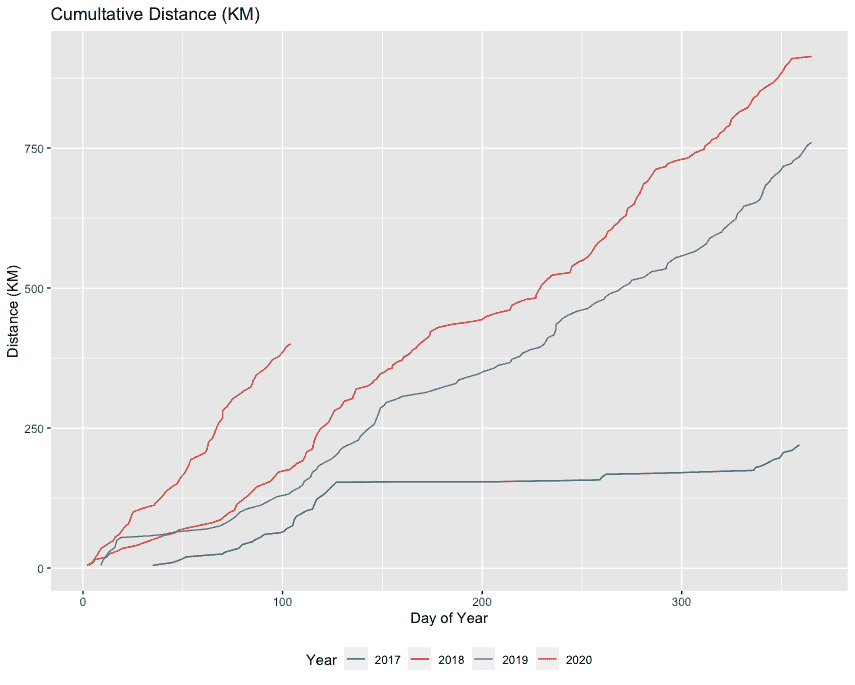 Cumultative Distance (KM)
750
500
250
0
Distance (KM)
0 100 200 300
Day of Year
Year 2017 2018 2019 2020